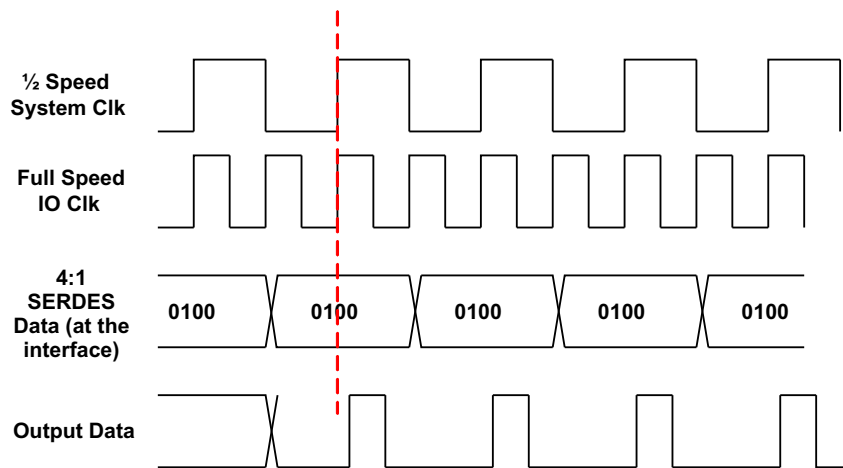 ½ Speed
System Clk
Full Speed
IO Clk
4:1
SERDES
Data (at the
interface)
0100 0100 0100 0100 0100
Output Data